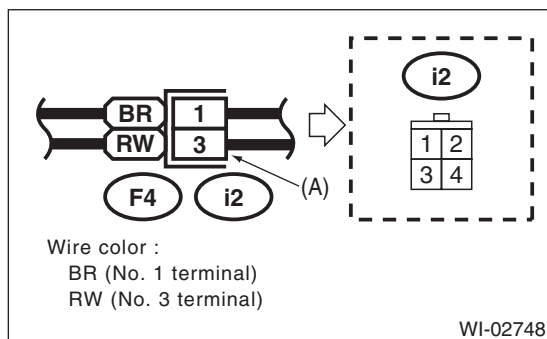 BR 1
RW 3
F4 i2
(A)
i2
1 2
3 4
Wire color :
BR (No. 1 terminal)
RW (No. 3 terminal)
WI-02748